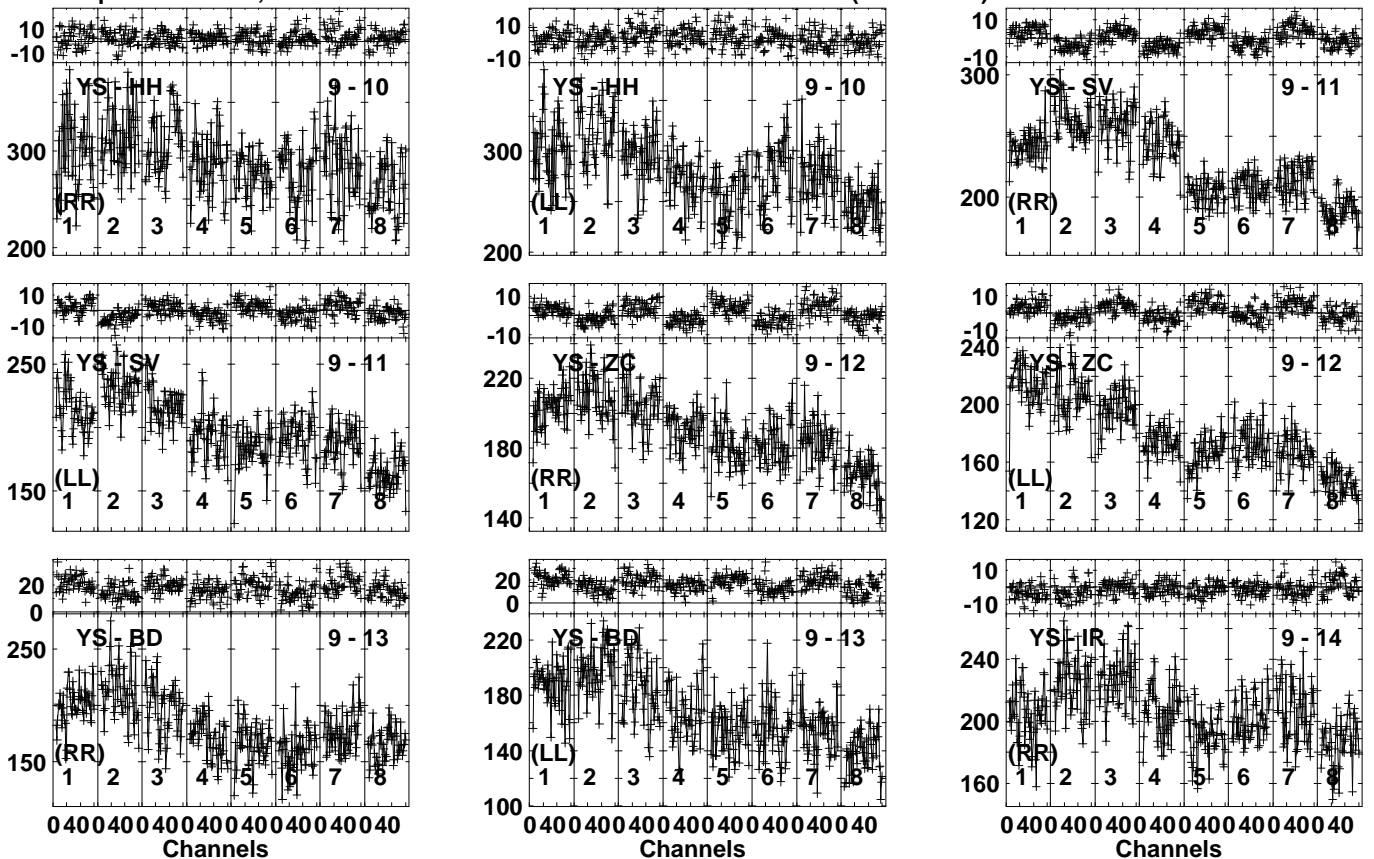 10
-10
YS - HH 9 - 10
300
(RR)
1 2 3 4 5 6 7 8
200
10
-10
YS - HH 9 - 10
300
(LL)
1 2 3 4 5 6 7 8
200
10
-10
300
YS - SV 9 - 11
200
(RR)
1 2 3 4 5 6 7 8
10
-10
250
YS - SV 9 - 11
(LL)
150
1 2 3 4 5 6 7 8
10
-10
YS - ZC 9 - 12
220
180
(RR)
1 2 3 4 5 6 7 8
140
10
-10
240
YS - ZC 9 - 12
200
160
(LL)
1 2 3 4 5 6 7 8
120
20
0
YS - BD 9 - 13
250
(RR)
150
1 2 3 4 5 6 7 8
0 40 0 40 0 40 0 40 0 40 0 40 0 40 0 40
Channels
20
0
YS - BD 9 - 13
220
180
140
(LL)
1 2 3 4 5 6 7 8
100
0 40 0 40 0 40 0 40 0 40 0 40 0 40 0 40
Channels
10
-10
YS - IR 9 - 14
240
200
(RR)
1 2 3 4 5 6 7 8
160
0 40 0 40 0 40 0 40 0 40 0 40 0 40 0 40
Channels